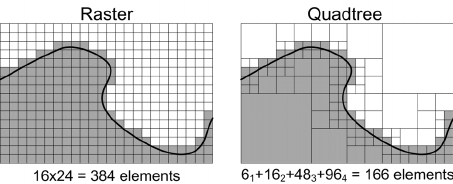 Raster
Quadtree
16x24 = 384 elements
6₁+16₂+48₃+96₄ = 166 elements